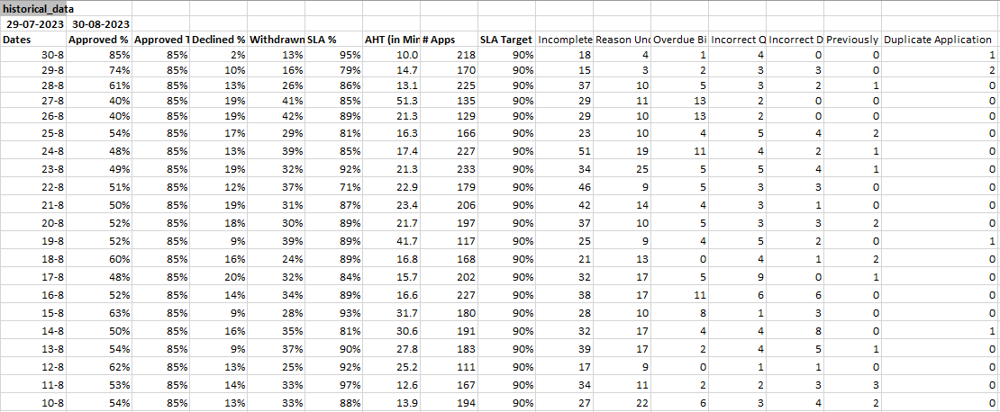 historical_data
29-07-2023 30-08-2023
Dates Approved % Approved T Declined % Withdrawn SLA % AHT (in Min # Apps SLA Target Incomplete Reason Und Overdue Bi Incorrect Q Incorrect D Previously Duplicate Application
30-8 85% 85% 2% 13% 95% 10.0 218 90% 18 4 1 4 0 0 1
29-8 74% 85% 10% 16% 79% 14.7 170 90% 15 3 2 3 3 0 2
28-8 61% 85% 13% 26% 86% 13.1 225 90% 37 10 5 3 2 1 0
27-8 40% 85% 19% 41% 85% 51.3 135 90% 29 11 13 2 0 0 0
26-8 40% 85% 19% 42% 89% 21.3 129 90% 29 10 13 2 0 0 0
25-8 54% 85% 17% 29% 81% 16.3 166 90% 23 10 4 5 4 2 0
24-8 48% 85% 13% 39% 85% 17.4 227 90% 51 19 11 4 2 1 0
23-8 49% 85% 19% 32% 92% 21.3 233 90% 34 25 5 5 4 1 0
22-8 51% 85% 12% 37% 71% 22.9 179 90% 46 9 5 3 3 0 0
21-8 50% 85% 19% 31% 87% 23.4 206 90% 42 14 4 3 1 0 0
20-8 52% 85% 18% 30% 89% 21.7 197 90% 37 10 5 3 3 2 0
19-8 52% 85% 9% 39% 89% 41.7 117 90% 25 9 4 5 2 0 1
18-8 60% 85% 16% 24% 89% 16.8 168 90% 21 13 0 4 1 2 0
17-8 48% 85% 20% 32% 84% 15.7 202 90% 32 17 5 9 0 1 0
16-8 52% 85% 14% 34% 89% 16.6 227 90% 38 17 11 6 6 0 0
15-8 63% 85% 9% 28% 93% 31.7 180 90% 28 10 8 1 3 0 0
14-8 50% 85% 16% 35% 81% 30.6 191 90% 32 17 4 4 8 0 1
13-8 54% 85% 9% 37% 90% 27.8 183 90% 39 17 2 4 5 1 0
12-8 62% 85% 13% 25% 92% 25.2 111 90% 17 9 0 1 1 0 0
11-8 53% 85% 14% 33% 97% 12.6 167 90% 34 11 2 2 3 3 0
10-8 54% 85% 13% 33% 88% 13.9 194 90% 27 22 6 3 4 2 0